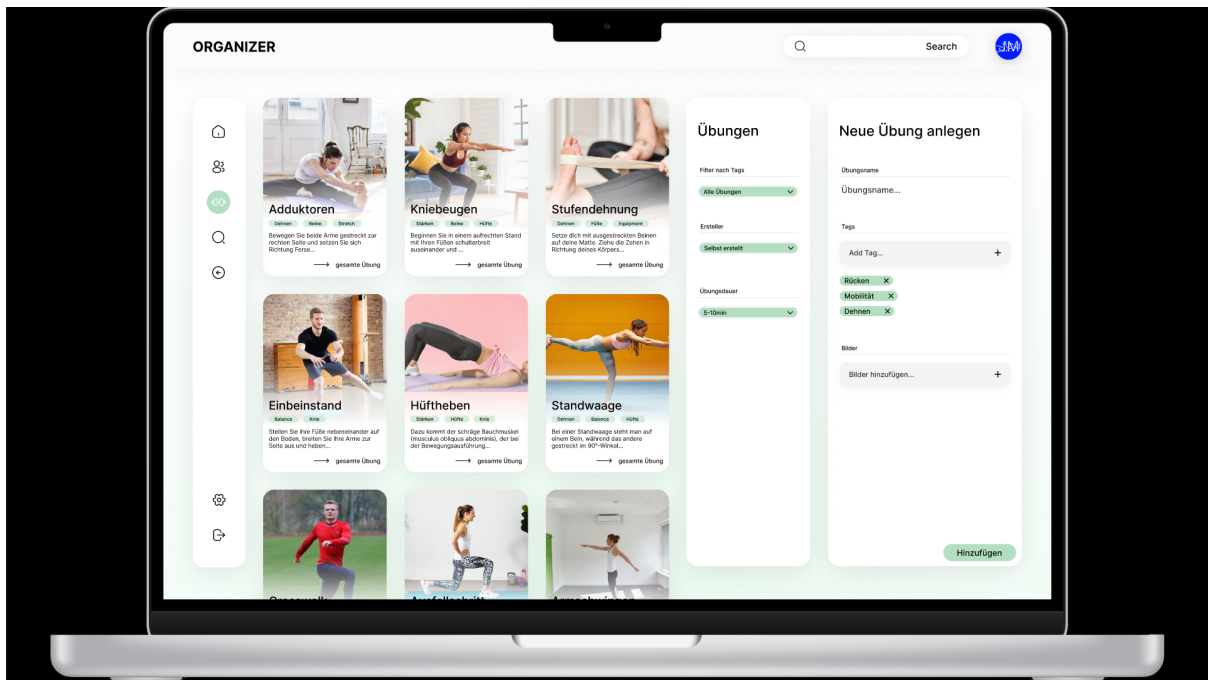 ORGANIZER
Search
Adduktoren
Dehnen Beine Stretch
Bewegen Sie beide Arme gestreckt zur
rechten Seite und setzen Sie sich
Richtung Ferse...
gesamte Übung
Kniebeugen
Stärken Beine Hüfte
Beginnen Sie in einem aufrechten Stand
mit Ihren Füßen schulterbreit
auseinander und ...
gesamte Übung
Stufendehnung
Dehnen Füße Equipment
Setze dich mit ausgestreckten Beinen
auf deine Matte. Ziehe die Zehen in
Richtung deines Körpers...
gesamte Übung
Einbeinstand
Balance Knie
Stellen Sie Ihre Füße nebeneinander auf
den Boden, breiten Sie Ihre Arme zur
Seite aus und heben...
gesamte Übung
Hüftheben
Stärken Hüfte Knie
Dazu kommt der schräge Bauchmuskel
(musculus obliquus abdominis), der bei
der Bewegungsausführung...
gesamte Übung
Standwaage
Dehnen Balance Hüfte
Bei einer Standwaage steht man auf
einem Bein, während das andere
gestreckt im 90°-Winkel...
gesamte Übung
Ausfallschritt
Armschwingen
Übungen
Filter nach Tags
Alle Übungen
Ersteller
Selbst erstellt
Übungsdauer
5-10min
Neue Übung anlegen
Übungsname
Übungsname...
Tags
Add Tag...
+
Rücken X
Mobilität X
Dehnen X
Bilder
Bilder hinzufügen...
+
Hinzufügen